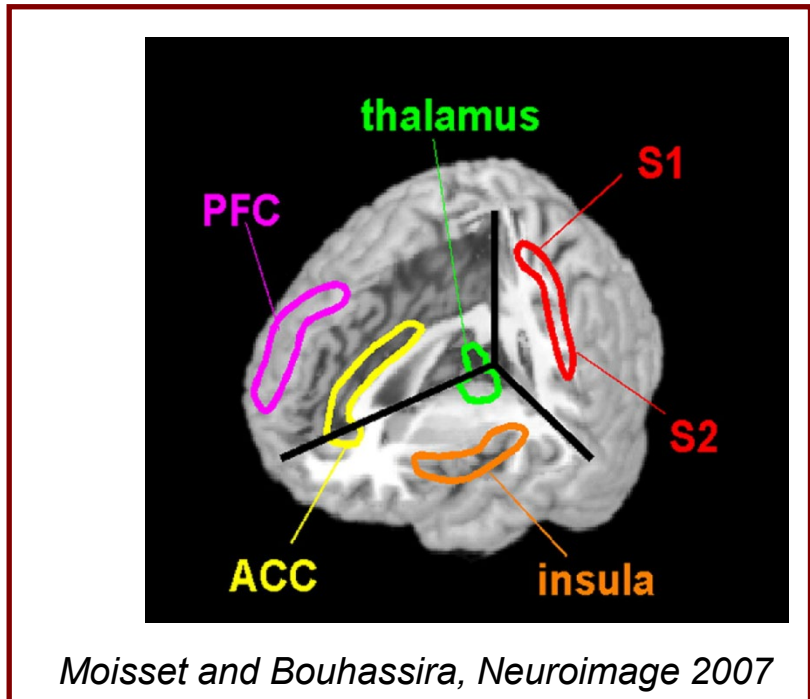 thalamus
S1
PFC
S2
ACC
insula
Moisset and Bouhassira, Neuroimage 2007